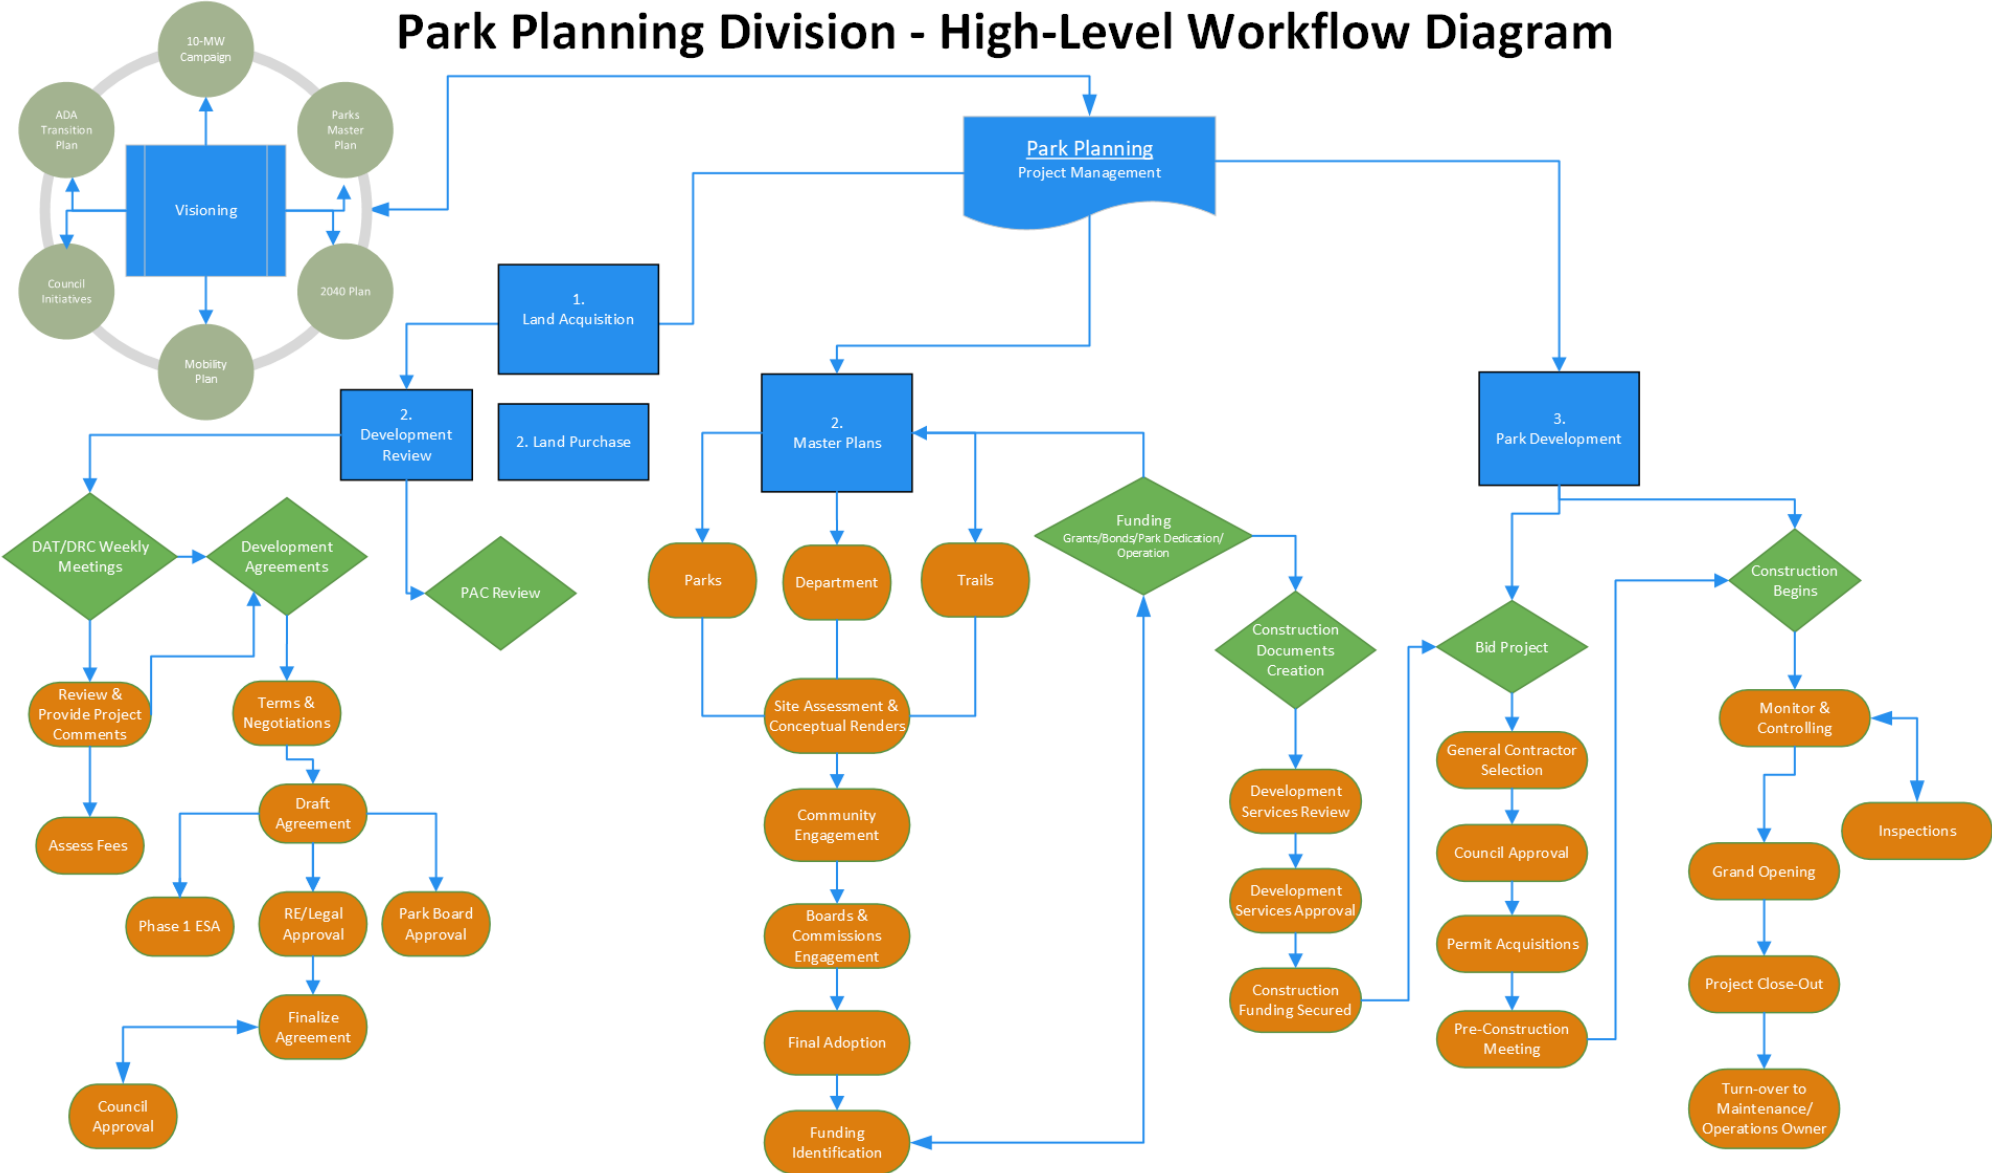 Park Planning Division - High-Level Workflow Diagram
10-MW
Campaign
ADA
Transition
Plan
Parks
Master
Plan
Visioning
Council
Initiatives
2040 Plan
Mobility
Plan
Park Planning
Project Management
1.
Land Acquisition
2.
Development
Review
2. Land Purchase
2.
Master Plans
3.
Park Development
DAT/DRC Weekly
Meetings
Development
Agreements
PAC Review
Review &
Provide Project
Comments
Terms &
Negotiations
Assess Fees
Draft
Agreement
Phase 1 ESA
RE/Legal
Approval
Park Board
Approval
Finalize
Agreement
Council
Approval
Parks
Department
Trails
Site Assessment &
Conceptual Renders
Community
Engagement
Boards &
Commissions
Engagement
Final Adoption
Funding
Identification
Funding
Grants/Bonds/Park Dedication/
Operation
Construction
Documents
Creation
Development
Services Review
Development
Services Approval
Construction
Funding Secured
Bid Project
General Contractor
Selection
Council Approval
Permit Acquisitions
Pre-Construction
Meeting
Construction
Begins
Monitor &
Controlling
Inspections
Grand Opening
Project Close-Out
Turn-over to
Maintenance/
Operations Owner